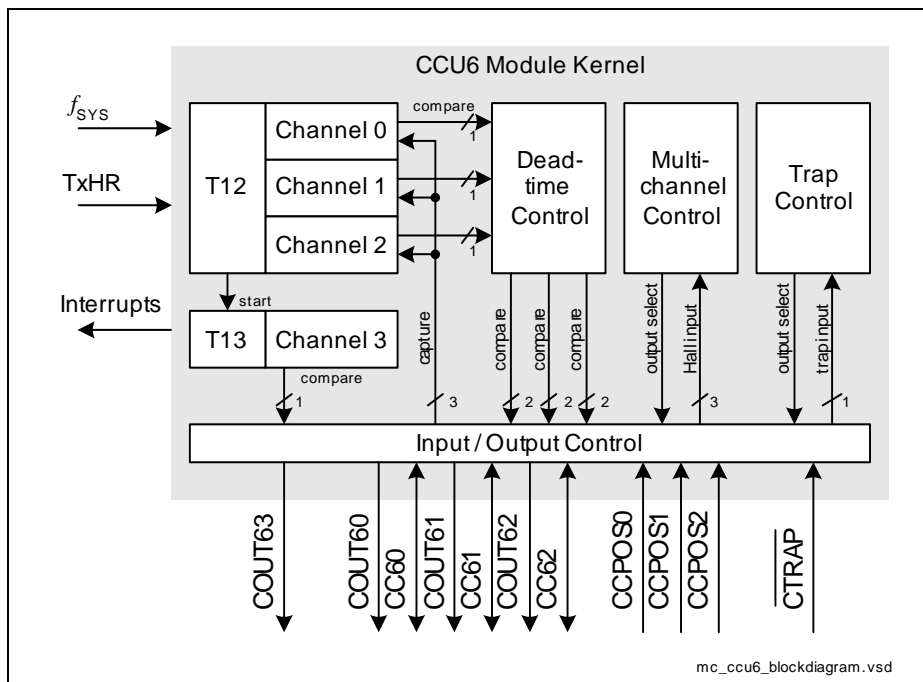 CCU6 Module Kernel
fSYS
TxHR
Interrupts
T12
Channel 0
Channel 1
Channel 2
compare
1
1
1
Dead-
time
Control
Multi-
channel
Control
Trap
Control
start
T13
Channel 3
compare
1
capture
3
compare
2
compare
2
compare
2
output select
Hall input
3
output select
trap input
1
Input / Output Control
COUT63
COUT60
CC60
COUT61
CC61
COUT62
CC62
CCPOS0
CCPOS1
CCPOS2
CTRAP
mc_ccu6_blockdiagram.vsd